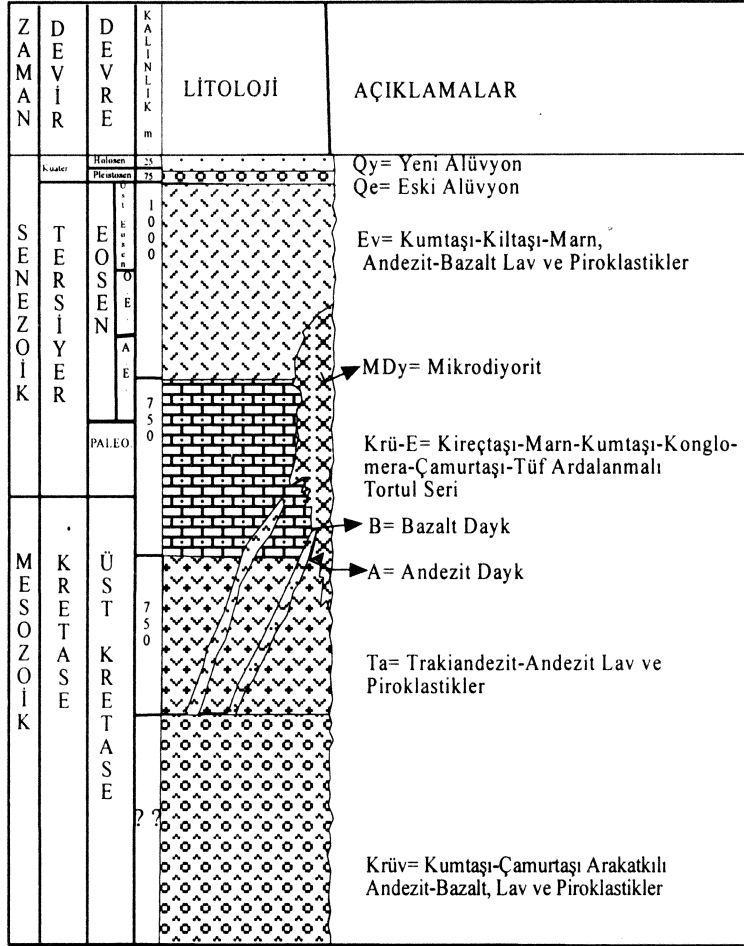 ZAMAN
DEVİR
DEVRE
KALINLIK m
LİTOLOJİ
AÇIKLAMALAR
SENEZOİK
Kuater
Holosen
25
Pleistosen
75
Qy= Yeni Alüvyon
Qe= Eski Alüvyon
TERSİYER
EOSEN
Üst Eosen
O E
A E
1000
Ev= Kumtaşı-Kiltaşı-Marn,
Andezit-Bazalt Lav ve Piroklastikler
MDy= Mikrodiyorit
750
PALEO
Krü-E= Kireçtaşı-Marn-Kumtaşı-Konglo-
mera-Çamurtaşı-Tüf Ardalanmalı
Tortul Seri
B= Bazalt Dayk
A= Andezit Dayk
MESOZOİK
KRETASE
ÜST KRETASE
750
Ta= Trakiandezit-Andezit Lav ve
Piroklastikler
? ?
Krüv= Kumtaşı-Çamurtaşı Arakatkılı
Andezit-Bazalt, Lav ve Piroklastikler